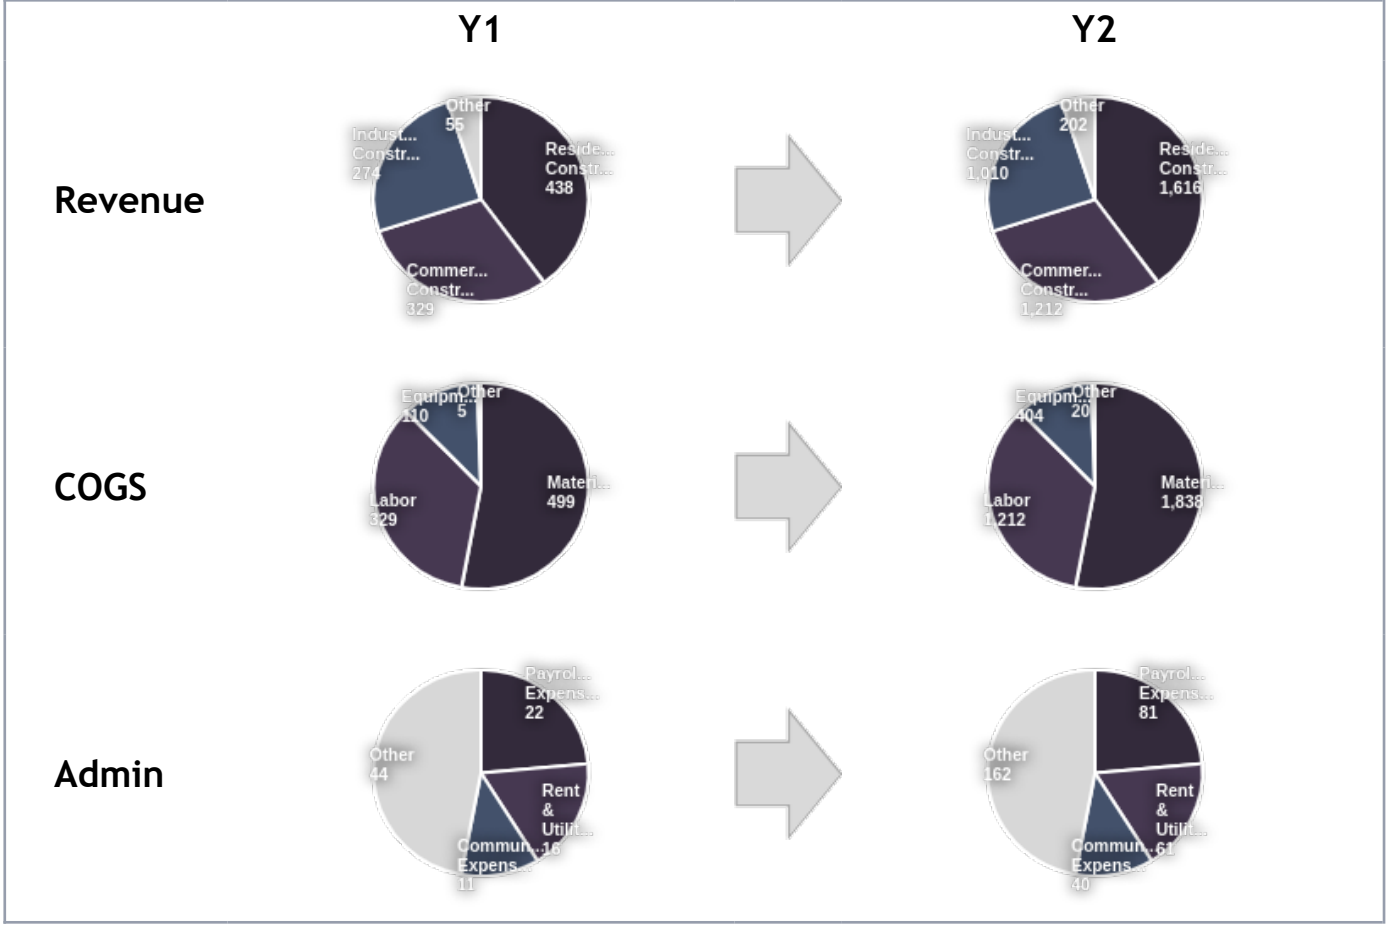 Y1
Y2
Revenue
Other
55
Indust...
Constr...
274
Reside...
Constr...
438
Commer...
Constr...
329
Other
202
Indust...
Constr...
1,010
Reside...
Constr...
1,616
Commer...
Constr...
1,212
COGS
Equipm...
110
Other
5
Materi...
499
Labor
329
Equipm...
404
Other
20
Materi...
1,838
Labor
1,212
Admin
Payrol...
Expens...
22
Other
44
Rent
&
Utilit...
16
Commun...
Expens...
11
Payrol...
Expens...
81
Other
162
Rent
&
Utilit...
61
Commun...
Expens...
40